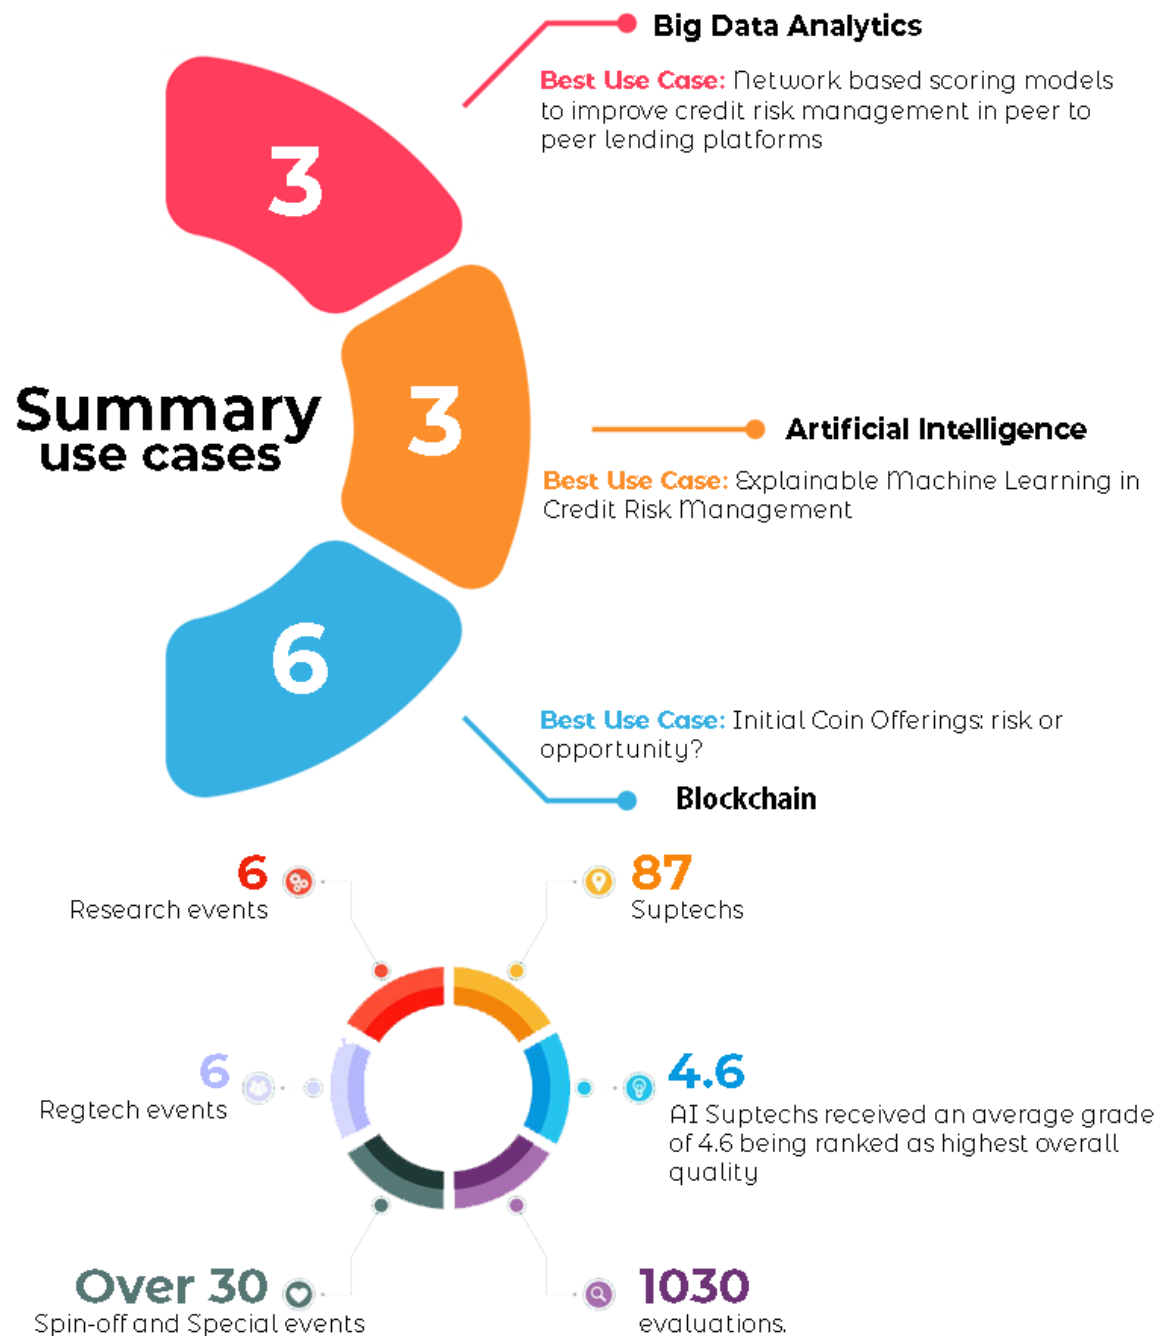 Big Data Analytics
Best Use Case: Network based scoring models
to improve credit risk management in peer to
peer lending platforms
3
Summary
use cases
3
Artificial Intelligence
Best Use Case: Explainable Machine Learning in
Credit Risk Management
6
Best Use Case: Initial Coin Offerings: risk or
opportunity?
Blockchain
6
Research events
87
Suptechs
6
Regtech events
4.6
AI Suptechs received an average grade
of 4.6 being ranked as highest overall
quality
Over 30
Spin-off and Special events
1030
evaluations.